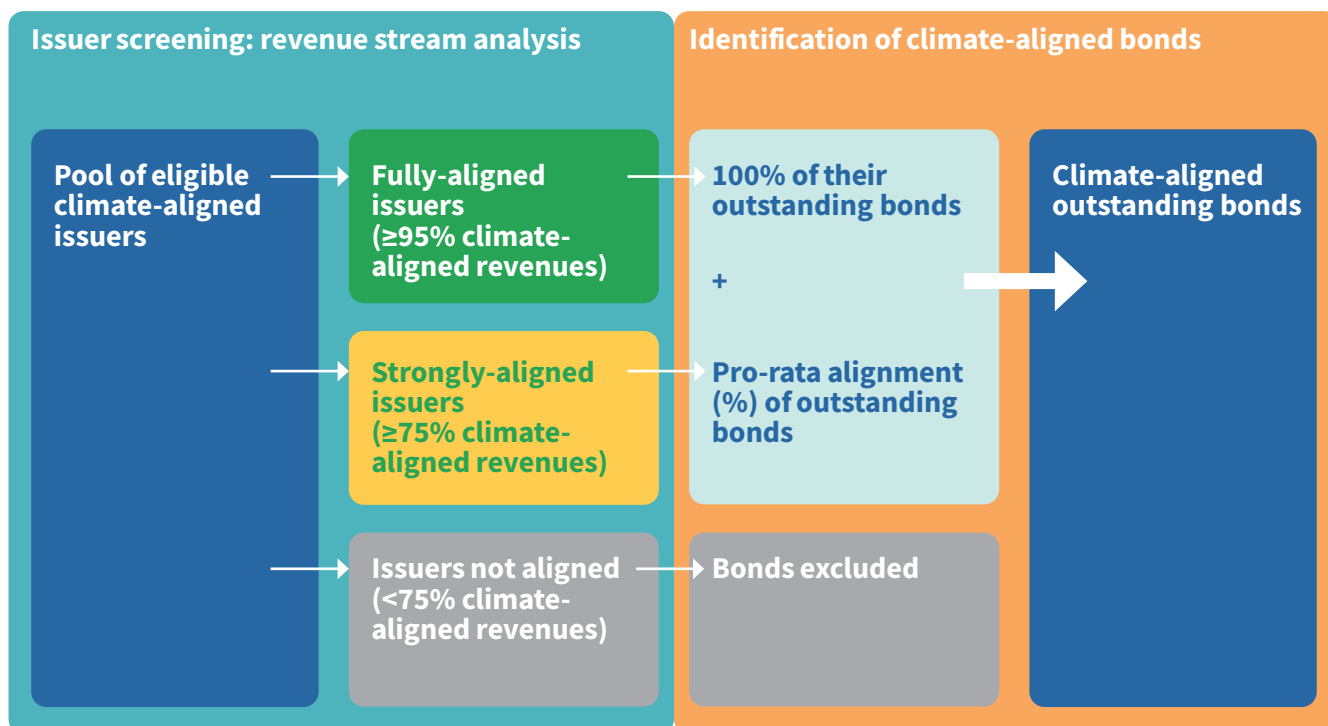 Issuer screening: revenue stream analysis
Identification of climate-aligned bonds
Pool of eligible
climate-aligned
issuers
Fully-aligned
issuers
(≥95% climate-
aligned revenues)
100% of their
outstanding bonds
+
Climate-aligned
outstanding bonds
Strongly-aligned
issuers
(≥75% climate-
aligned revenues)
Pro-rata alignment
(%) of outstanding
bonds
Issuers not aligned
(<75% climate-
aligned revenues)
Bonds excluded